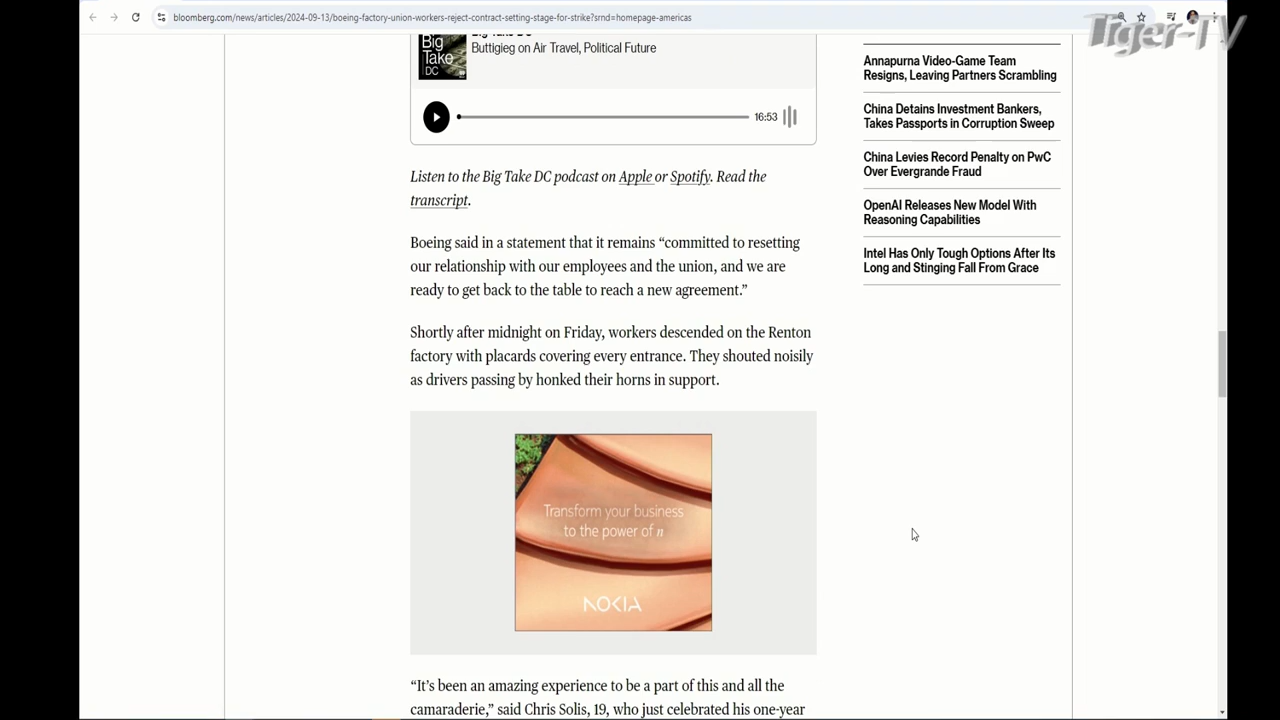 bloomberg.com/news/articles/2024-09-13/boeing-factory-union-workers-reject-contract-setting-stage-for-strike?srnd=homepage-americas
Tiger-TV
Big
Take
DC
Big Take DC
Buttigieg on Air Travel, Political Future
16:53
Listen to the Big Take DC podcast on Apple or Spotify. Read the
transcript.
Boeing said in a statement that it remains “committed to resetting
our relationship with our employees and the union, and we are
ready to get back to the table to reach a new agreement.”
Shortly after midnight on Friday, workers descended on the Renton
factory with placards covering every entrance. They shouted noisily
as drivers passing by honked their horns in support.
Transform your business
to the power of n
NOKIA
“It’s been an amazing experience to be a part of this and all the
camaraderie,” said Chris Solis, 19, who just celebrated his one-year
Annapurna Video-Game Team
Resigns, Leaving Partners Scrambling
China Detains Investment Bankers,
Takes Passports in Corruption Sweep
China Levies Record Penalty on PwC
Over Evergrande Fraud
OpenAI Releases New Model With
Reasoning Capabilities
Intel Has Only Tough Options After Its
Long and Stinging Fall From Grace